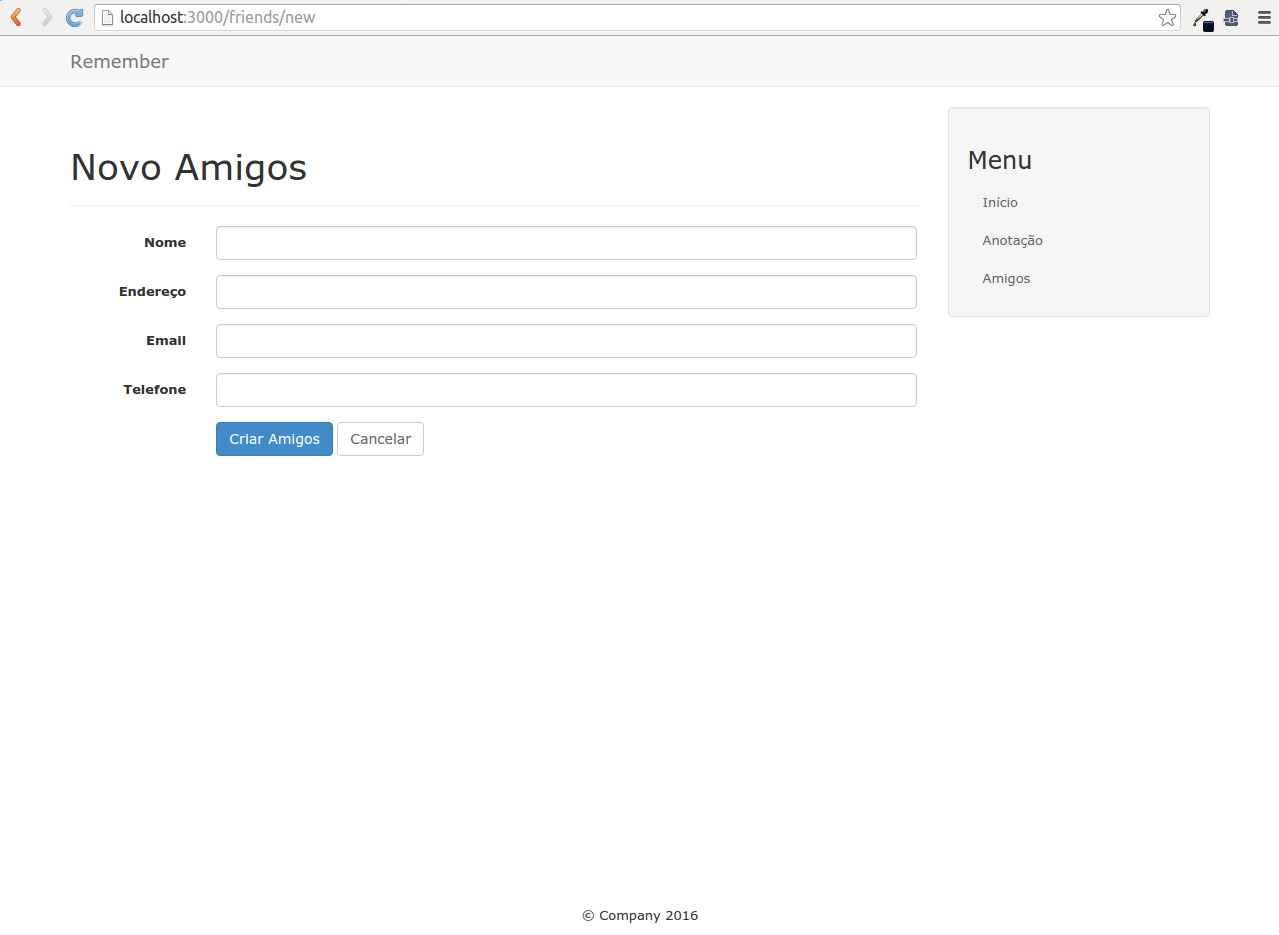 localhost:3000/friends/new
Remember
Novo Amigos
Nome
Endereço
Email
Telefone
Criar Amigos Cancelar
Menu
Início
Anotação
Amigos
© Company 2016